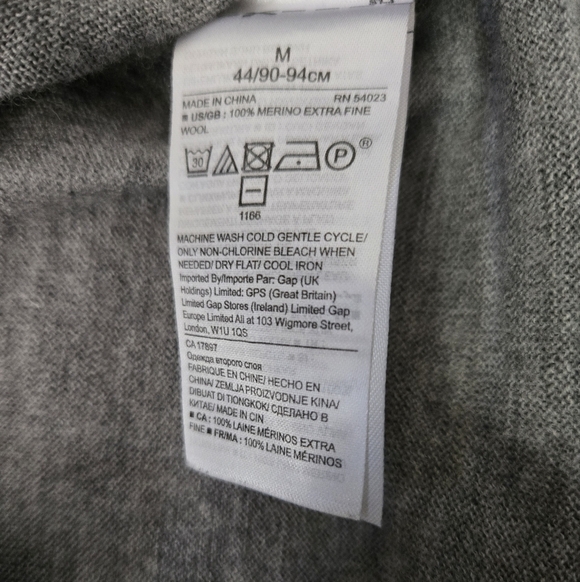 M
44/90-94CM
MADE IN CHINA RN 54023
■ US/GB : 100% MERINO EXTRA FINE
WOOL
30 P ®
1166
MACHINE WASH COLD GENTLE CYCLE/
ONLY NON-CHLORINE BLEACH WHEN
NEEDED/ DRY FLAT/ COOL IRON
Imported By/Importe Par: Gap (UK
Holdings) Limited: GPS (Great Britain)
Limited Gap Stores (Ireland) Limited Gap
Europe Limited All at 103 Wigmore Street,
London, W1U 1QS
CA 17897
Одежда второго слоя
FABRIQUE EN CHINE/ HECHO EN
CHINA/ ZEMLJA PROIZVODNJE KINA/
DIBUAT DI TIONGKOK/ СДЕЛАНО В
КИТАЕ/ MADE IN CIN
■ CA : 100% LAINE MÉRINOS EXTRA
FINE ■ FR/MA : 100% LAINE MÉRINOS